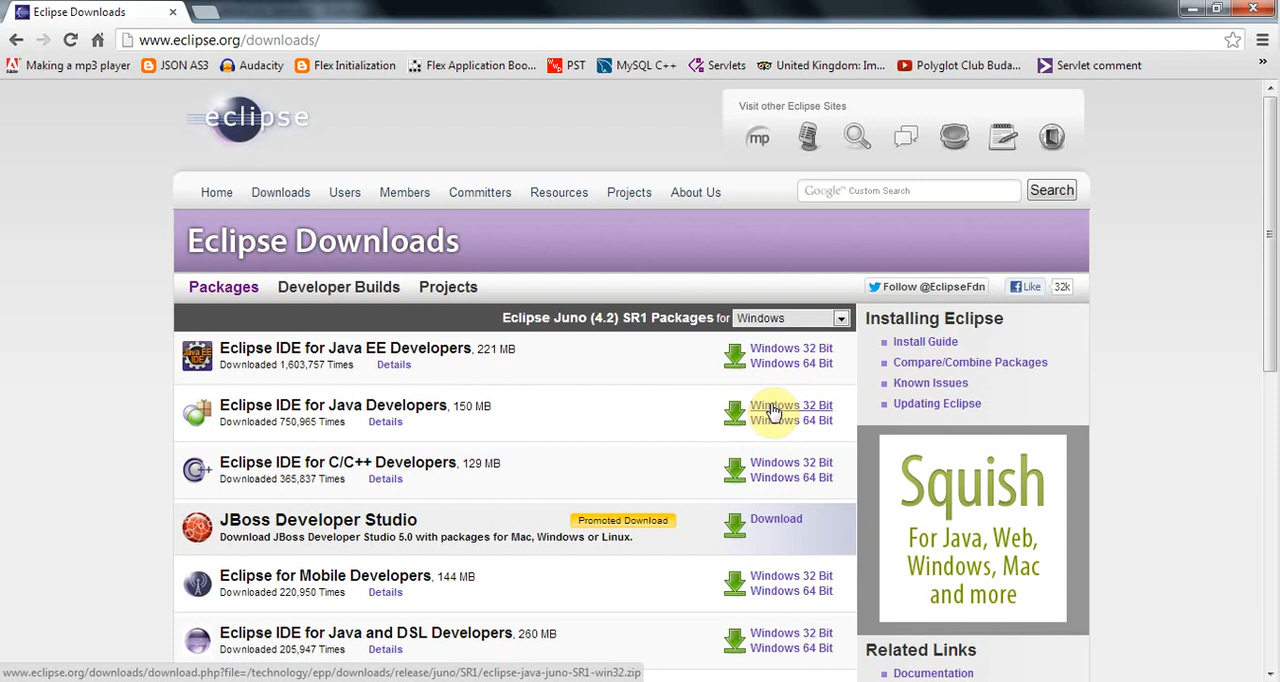 Eclipse Downloads
www.eclipse.org/downloads/
Making a mp3 player
JSON AS3
Audacity
Flex Initialization
Flex Application Boo...
PST
MySQL C++
Servlets
United Kingdom: Im...
Polyglot Club Buda...
Servlet comment
»
eclipse
Visit other Eclipse Sites
mp
Home
Downloads
Users
Members
Committers
Resources
Projects
About Us
Google™ Custom Search
Search
Eclipse Downloads
Packages
Developer Builds
Projects
Follow @EclipseFdn
Like
32k
Eclipse Juno (4.2) SR1 Packages for Windows
Eclipse IDE for Java EE Developers, 221 MB
Downloaded 1,603,757 Times Details
Windows 32 Bit
Windows 64 Bit
Eclipse IDE for Java Developers, 150 MB
Downloaded 750,965 Times Details
Windows 32 Bit
Windows 64 Bit
Eclipse IDE for C/C++ Developers, 129 MB
Downloaded 365,837 Times Details
Windows 32 Bit
Windows 64 Bit
JBoss Developer Studio
Promoted Download
Download JBoss Developer Studio 5.0 with packages for Mac, Windows or Linux.
Download
Eclipse for Mobile Developers, 144 MB
Downloaded 220,950 Times Details
Windows 32 Bit
Windows 64 Bit
Eclipse IDE for Java and DSL Developers, 260 MB
Downloaded 205,947 Times Details
Windows 32 Bit
Windows 64 Bit
Installing Eclipse
Install Guide
Compare/Combine Packages
Known Issues
Updating Eclipse
Squish
For Java, Web,
Windows, Mac
and more
Related Links
Documentation
www.eclipse.org/downloads/download.php?file=/technology/epp/downloads/release/juno/SR1/eclipse-java-juno-SR1-win32.zip